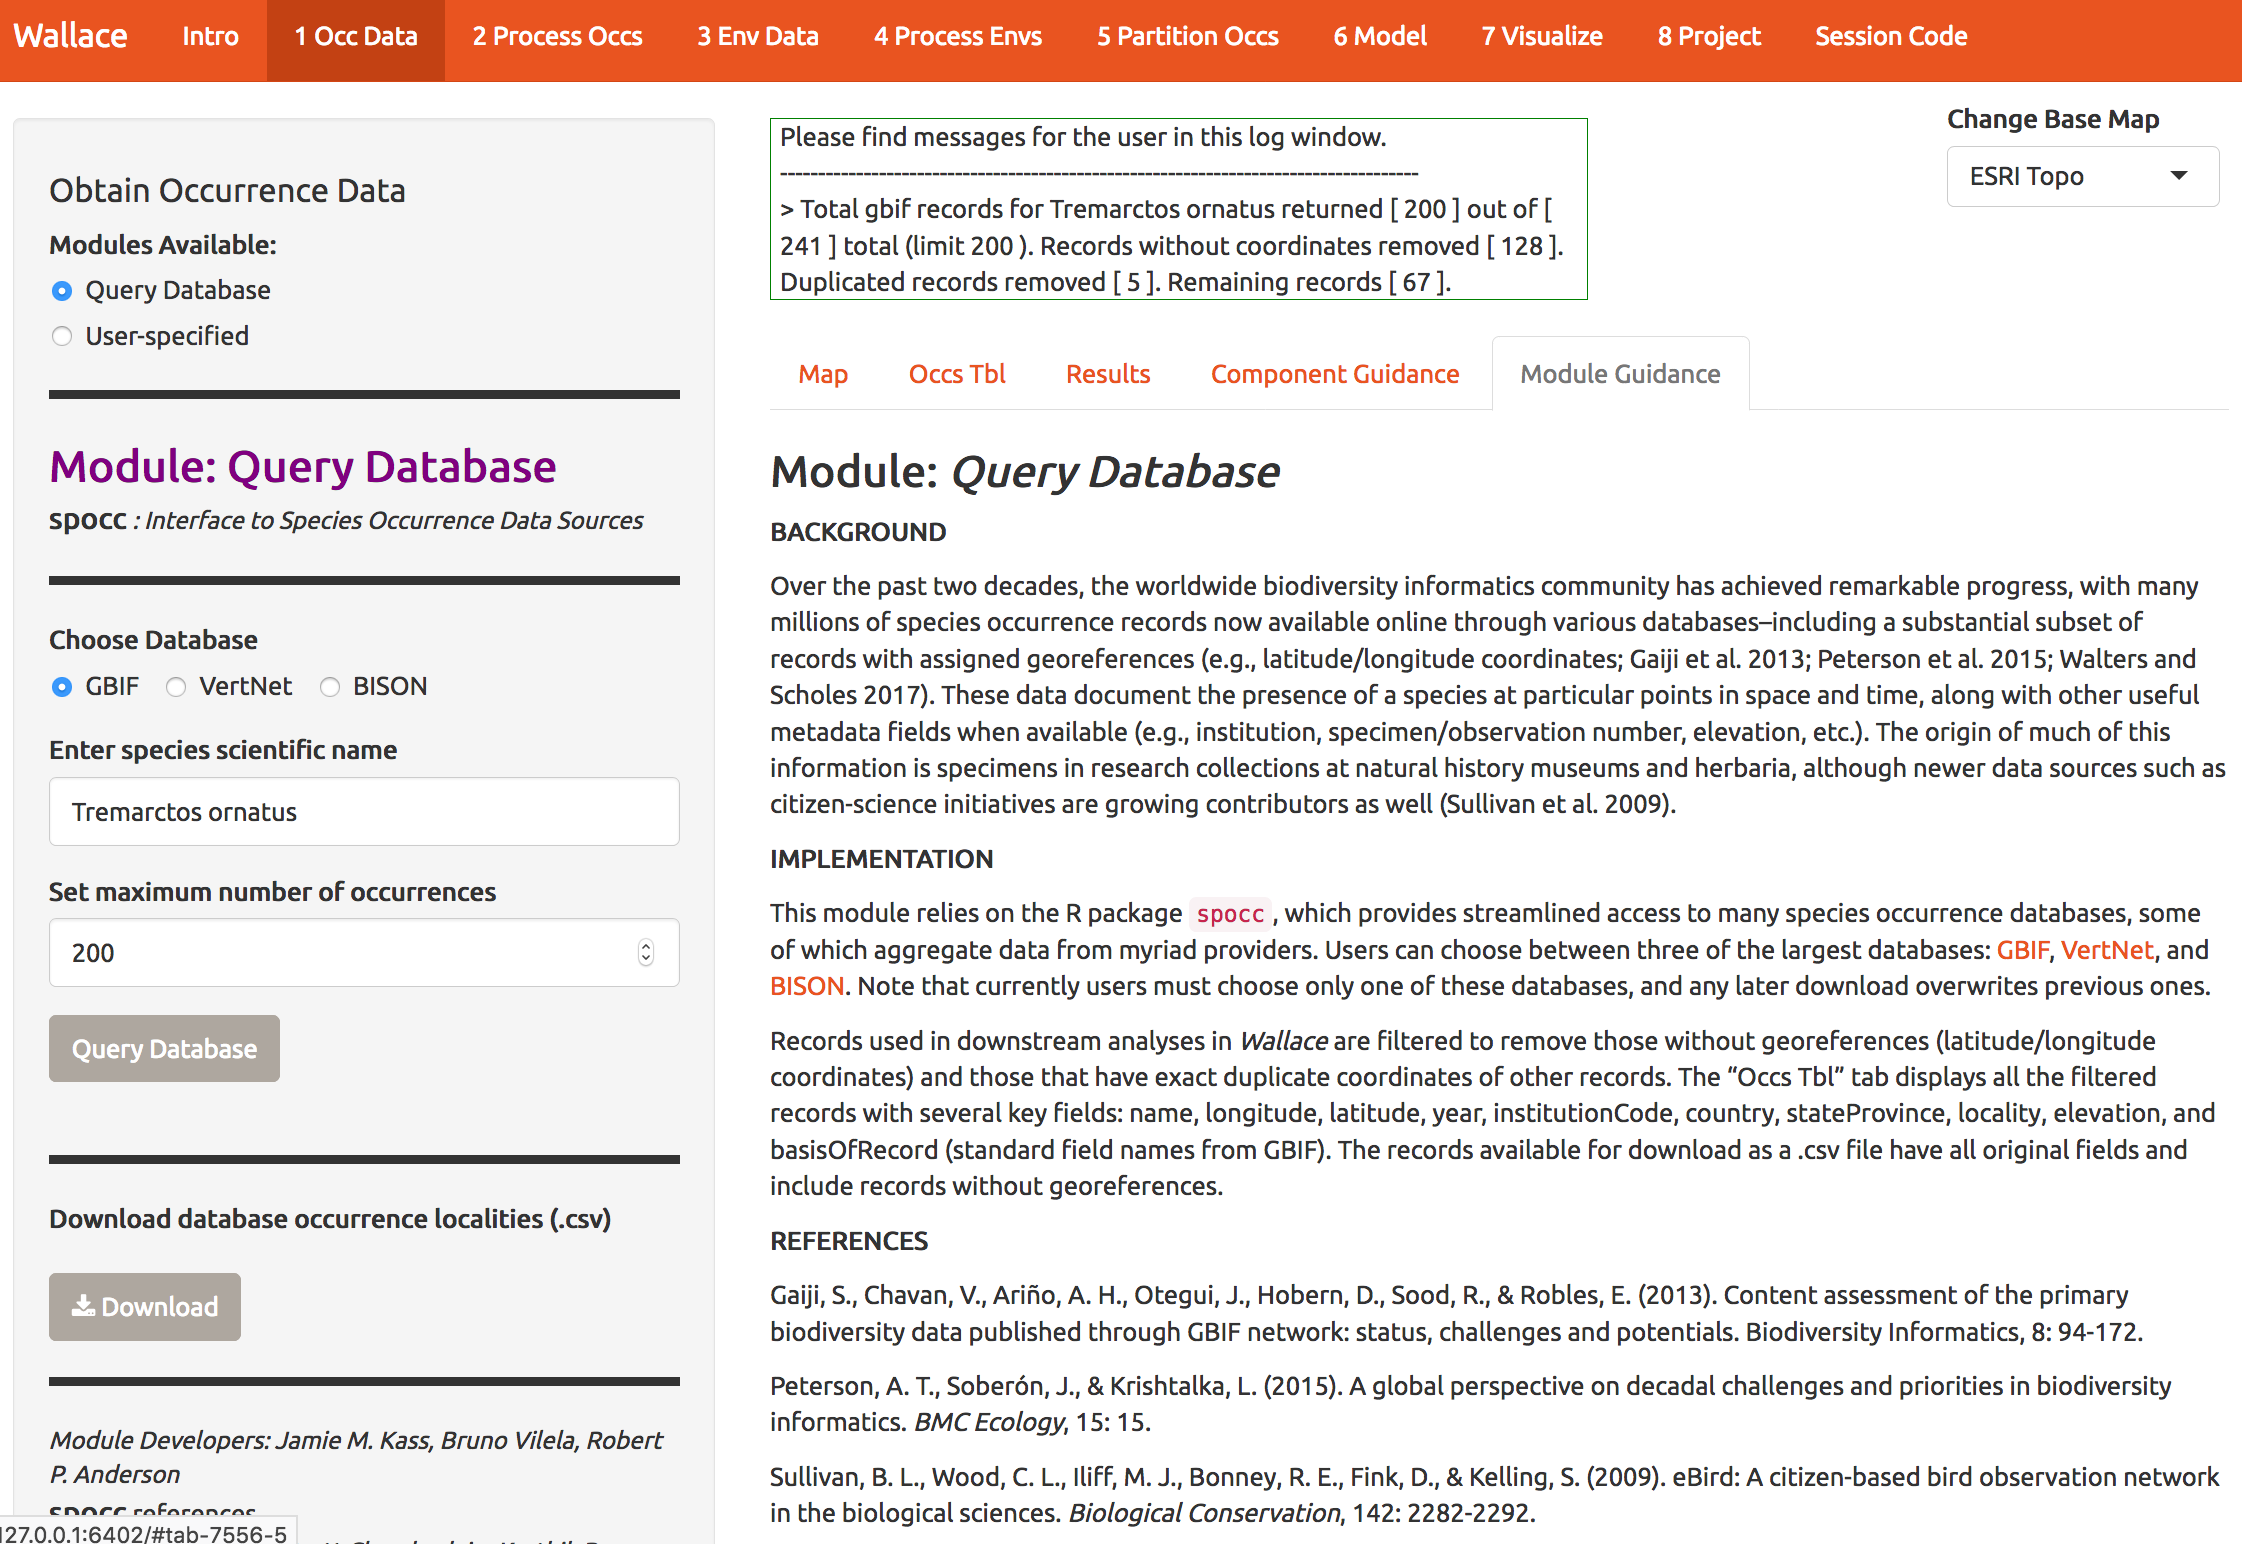 Wallace Intro 1 Occ Data 2 Process Occs 3 Env Data 4 Process Envs 5 Partition Occs 6 Model 7 Visualize 8 Project Session Code
Obtain Occurrence Data
Modules Available:
Query Database
User-specified
Module: Query Database
spocc : Interface to Species Occurrence Data Sources
Choose Database
GBIF VertNet BISON
Enter species scientific name
Tremarctos ornatus
Set maximum number of occurrences
200
Query Database
Download database occurrence localities (.csv)
Download
Module Developers: Jamie M. Kass, Bruno Vilela, Robert
P. Anderson
spocc references
127.0.0.1:6402/#tab-7556-5
Please find messages for the user in this log window.
--------------------------------------------------------------------------------------
> Total gbif records for Tremarctos ornatus returned [ 200 ] out of [
241 ] total (limit 200 ). Records without coordinates removed [ 128 ].
Duplicated records removed [ 5 ]. Remaining records [ 67 ].
Change Base Map
ESRI Topo
Map Occs Tbl Results Component Guidance Module Guidance
Module: Query Database
BACKGROUND
Over the past two decades, the worldwide biodiversity informatics community has achieved remarkable progress, with many
millions of species occurrence records now available online through various databases–including a substantial subset of
records with assigned georeferences (e.g., latitude/longitude coordinates; Gaiji et al. 2013; Peterson et al. 2015; Walters and
Scholes 2017). These data document the presence of a species at particular points in space and time, along with other useful
metadata fields when available (e.g., institution, specimen/observation number, elevation, etc.). The origin of much of this
information is specimens in research collections at natural history museums and herbaria, although newer data sources such as
citizen-science initiatives are growing contributors as well (Sullivan et al. 2009).
IMPLEMENTATION
This module relies on the R package spocc, which provides streamlined access to many species occurrence databases, some
of which aggregate data from myriad providers. Users can choose between three of the largest databases: GBIF, VertNet, and
BISON. Note that currently users must choose only one of these databases, and any later download overwrites previous ones.
Records used in downstream analyses in Wallace are filtered to remove those without georeferences (latitude/longitude
coordinates) and those that have exact duplicate coordinates of other records. The “Occs Tbl” tab displays all the filtered
records with several key fields: name, longitude, latitude, year, institutionCode, country, stateProvince, locality, elevation, and
basisOfRecord (standard field names from GBIF). The records available for download as a .csv file have all original fields and
include records without georeferences.
REFERENCES
Gaiji, S., Chavan, V., Ariño, A. H., Otegui, J., Hobern, D., Sood, R., & Robles, E. (2013). Content assessment of the primary
biodiversity data published through GBIF network: status, challenges and potentials. Biodiversity Informatics, 8: 94-172.
Peterson, A. T., Soberón, J., & Krishtalka, L. (2015). A global perspective on decadal challenges and priorities in biodiversity
informatics. BMC Ecology, 15: 15.
Sullivan, B. L., Wood, C. L., Iliff, M. J., Bonney, R. E., Fink, D., & Kelling, S. (2009). eBird: A citizen-based bird observation network
in the biological sciences. Biological Conservation, 142: 2282-2292.